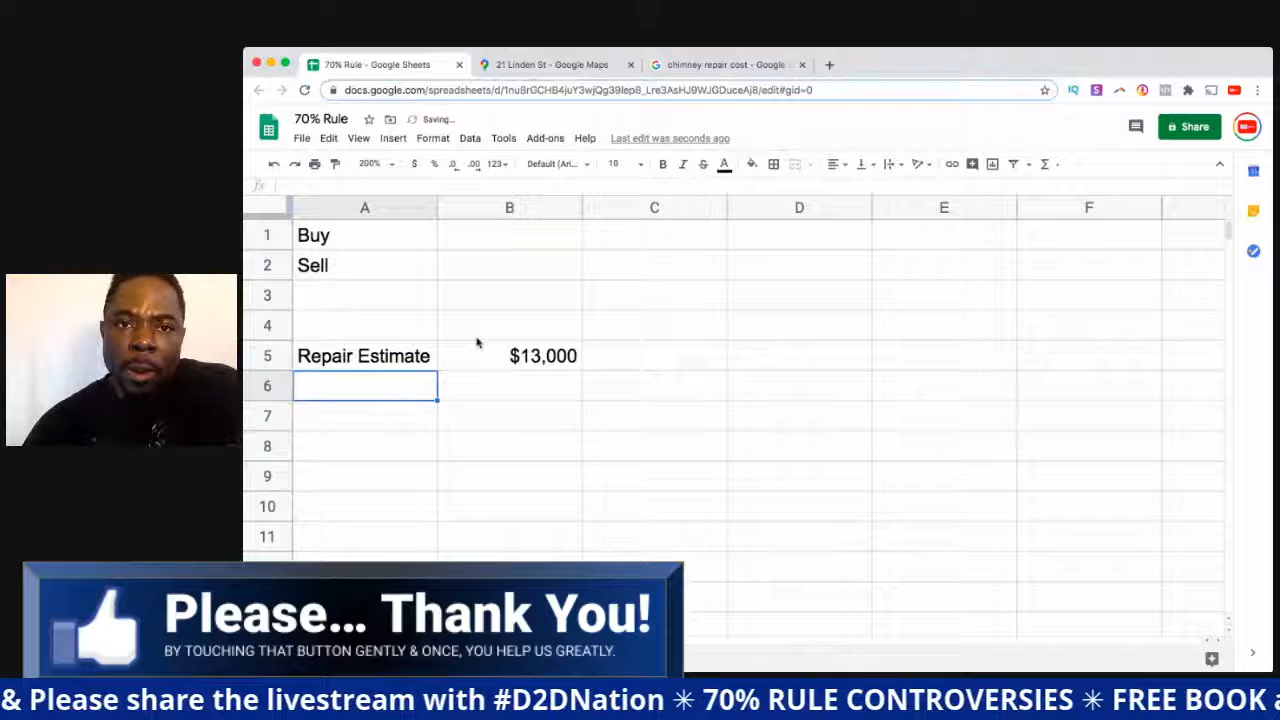 70% Rule - Google Sheets
21 Linden St - Google Maps
chimney repair cost - Google
docs.google.com/spreadsheets/d/1nu8rGCHB4juY3wjQg39Iep8_Lre3AsHJ9WJGDuceAj8/edit#gid=0
70% Rule
Saving...
File Edit View Insert Format Data Tools Add-ons Help Last edit was seconds ago
Share
200% $ % .0 .00 123 Default (Ari... 10 B I S A
fx
A B C D E F
1 Buy
2 Sell
3
4
5 Repair Estimate $13,000
6
7
8
9
10
11
Please... Thank You!
BY TOUCHING THAT BUTTON GENTLY & ONCE, YOU HELP US GREATLY.
& Please share the livestream with #D2DNation ✳ 70% RULE CONTROVERSIES ✳ FREE BOOK